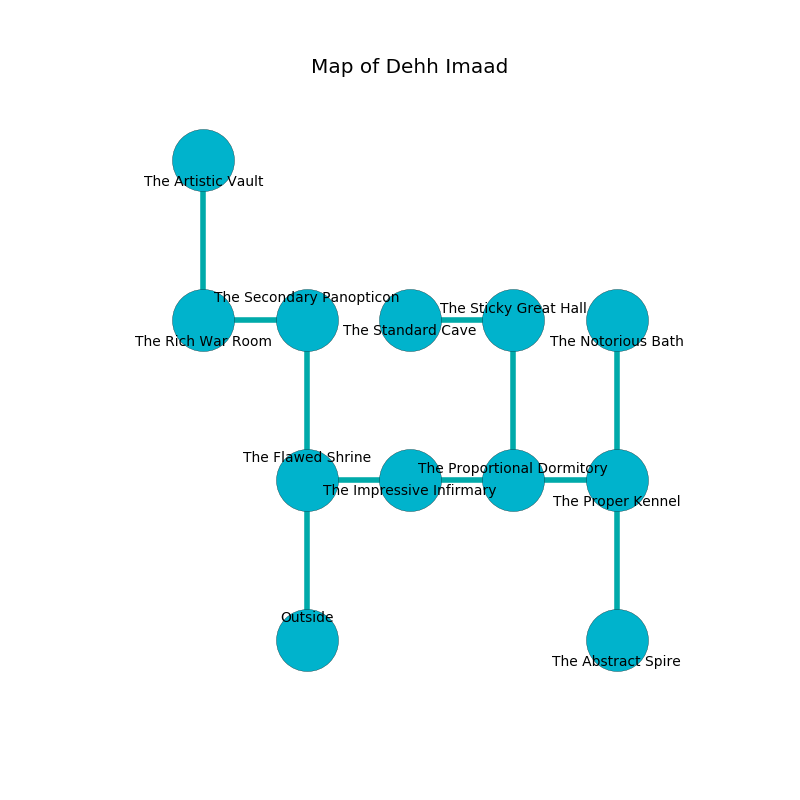 Map of Dehh Imaad
The Artistic Vault
The Secondary Panopticon
The Sticky Great Hall
The Standard Cave
The Rich War Room
The Notorious Bath
The Flawed Shrine
The Proportional Dormitory
The Impressive Infirmary
The Proper Kennel
Outside
The Abstract Spire